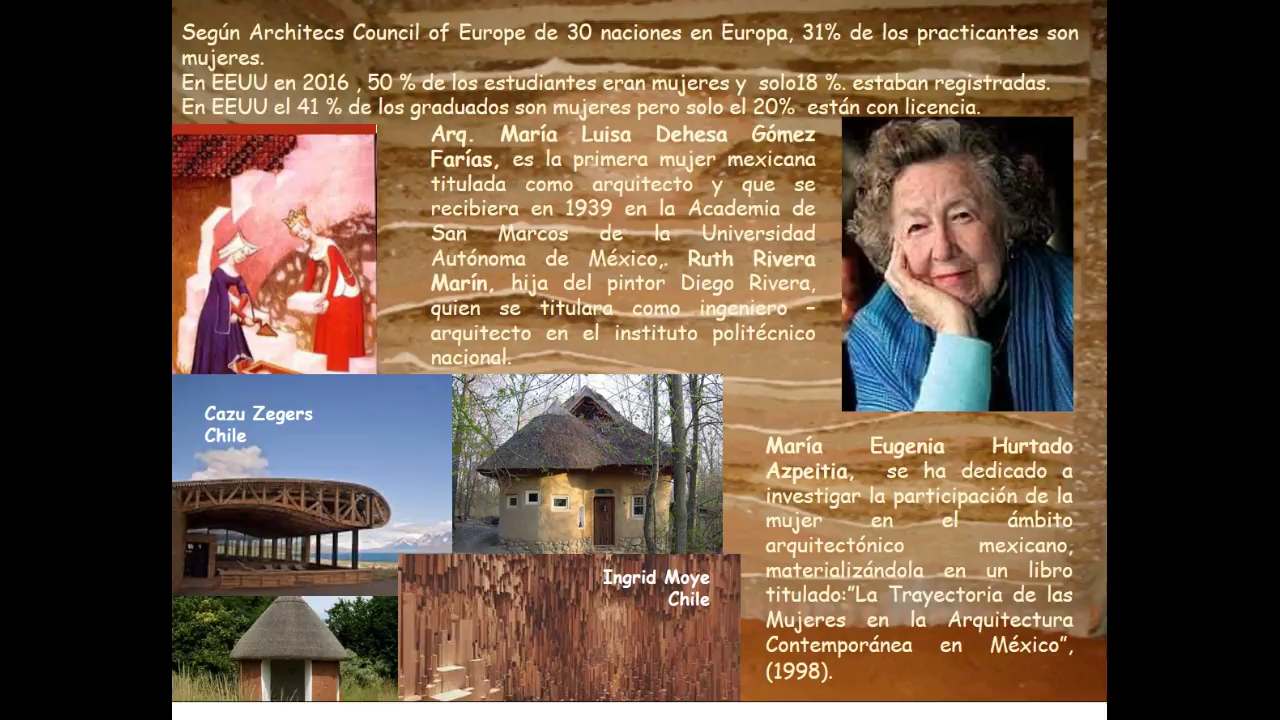 Según Architecs Council of Europe de 30 naciones en Europa, 31% de los practicantes son
mujeres.
En EEUU en 2016 , 50 % de los estudiantes eran mujeres y  solo18 %. estaban registradas.
En EEUU el 41 % de los graduados son mujeres pero solo el 20%  están con licencia.
Arq. María Luisa Dehesa Gómez
Farías, es la primera mujer mexicana
titulada como arquitecto y que se
recibiera en 1939 en la Academia de
San Marcos de la Universidad
Autónoma de México,. Ruth Rivera
Marín, hija del pintor Diego Rivera,
quien se titulara como ingeniero –
arquitecto en el instituto politécnico
nacional.
Cazu Zegers
Chile
Ingrid Moye
Chile
María Eugenia Hurtado
Azpeitia, se ha dedicado a
investigar la participación de la
mujer en el ámbito
arquitectónico mexicano,
materializándola en un libro
titulado:”La Trayectoria de las
Mujeres en la Arquitectura
Contemporánea en México”,
(1998).